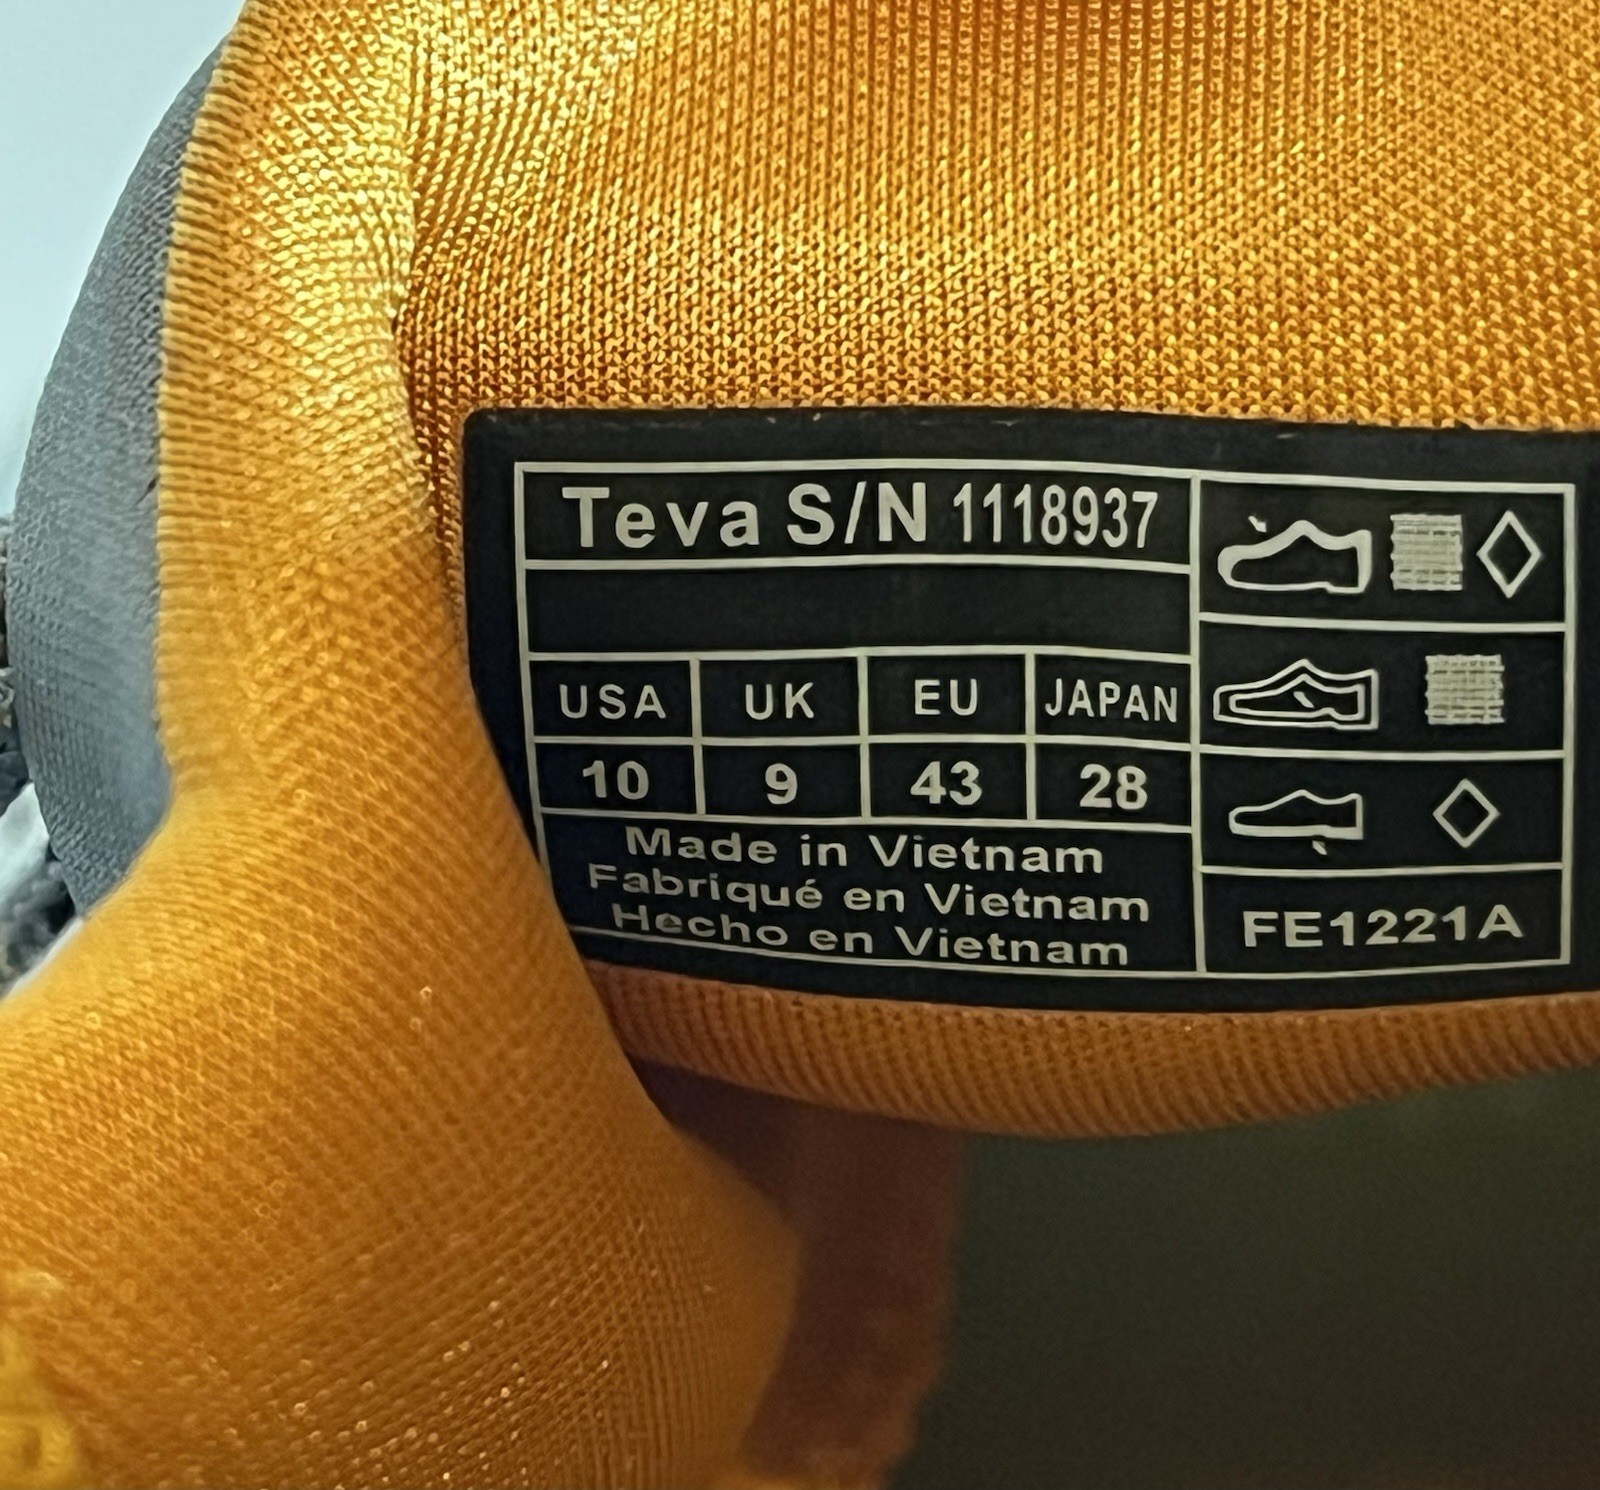 Teva S/N 1118937
USA UK EU JAPAN
10 9 43 28
Made in Vietnam
Fabriqué en Vietnam
Hecho en Vietnam
FE1221A